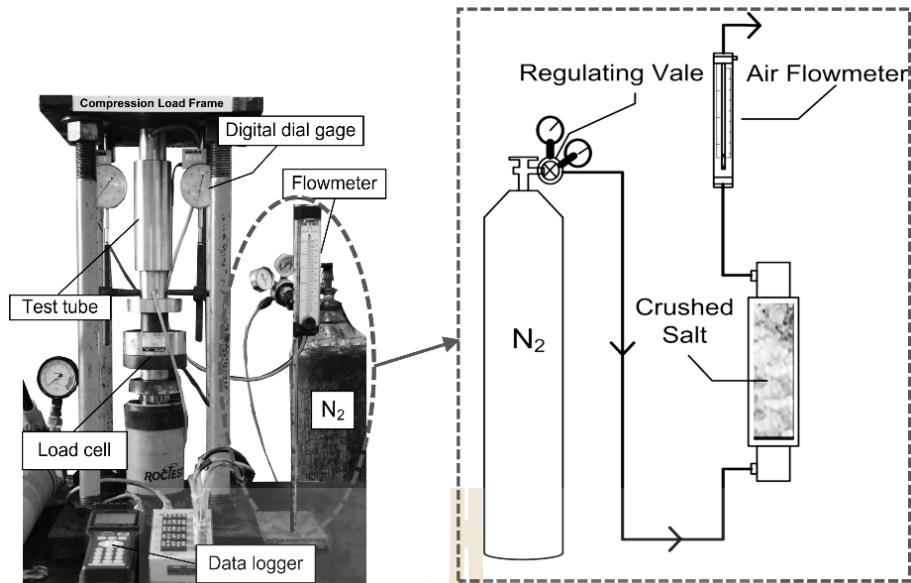 Compression Load Frame
Digital dial gage
Flowmeter
Test tube
Load cell
N₂
ROCTEST
Data logger
Regulating Vale
Air Flowmeter
Crushed
Salt
N₂